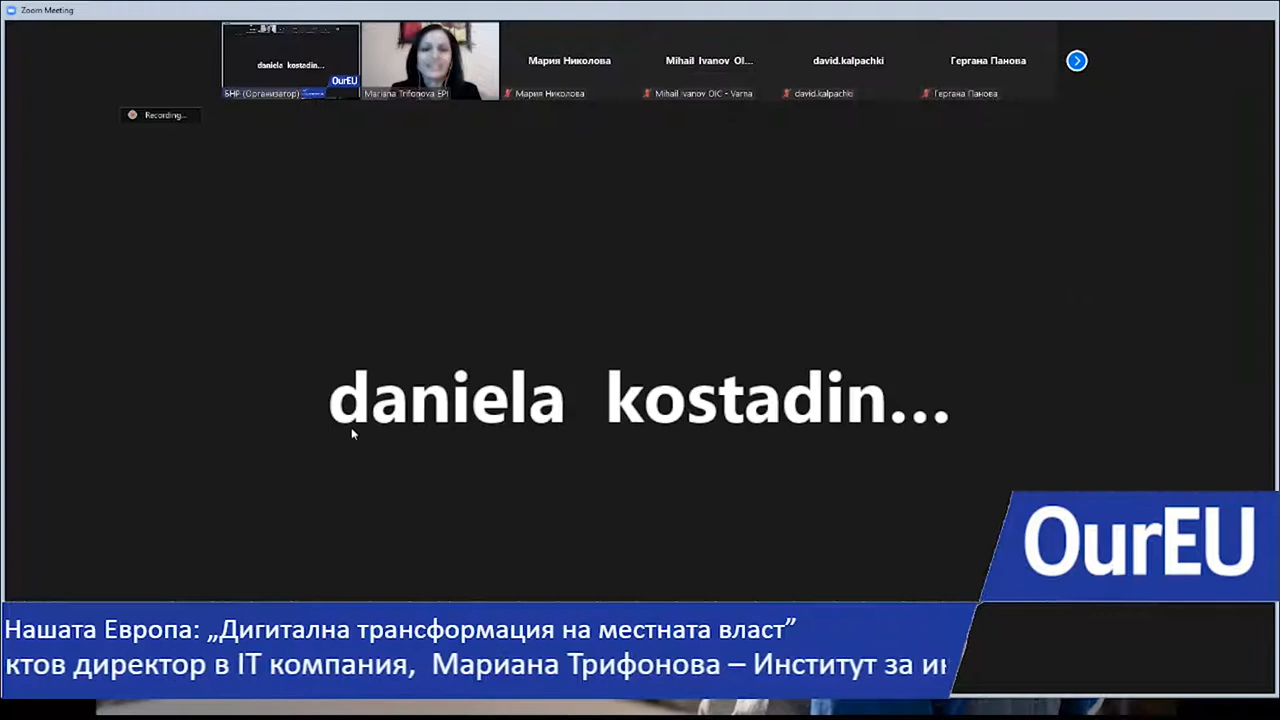 Zoom Meeting
daniela kostadin...
OurEU
БНР (Организатор)
Mariana Trifonova EPI
Мария Николова
Мария Николова
Mihail Ivanov OI...
Mihail Ivanov OIC - Varna
david.kalpachki
david.kalpachki
Гергана Панова
Гергана Панова
Recording...
daniela kostadin...
OurEU
Нашата Европа: „Дигитална трансформация на местната власт”
ктов директор в IT компания, Мариана Трифонова – Институт за ин